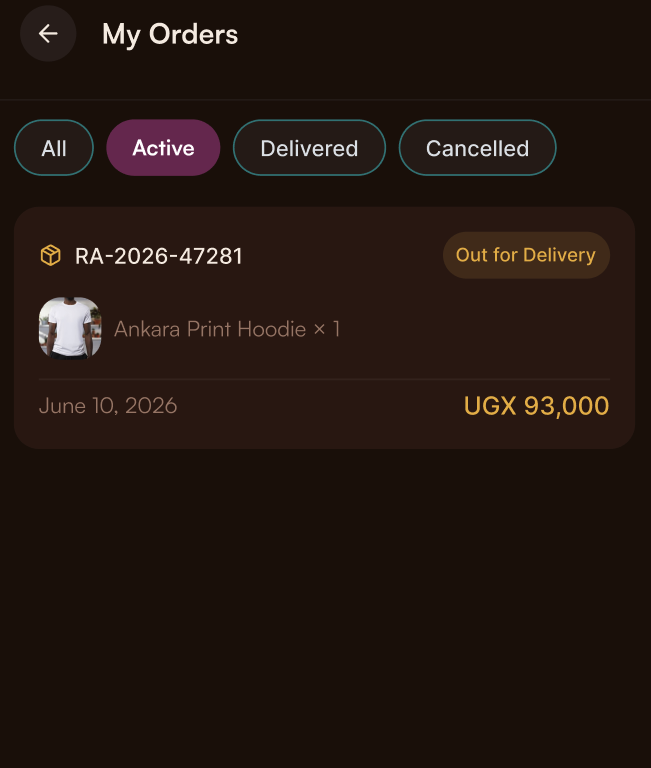 My Orders
All
Active
Delivered
Cancelled
RA-2026-47281
Out for Delivery
Ankara Print Hoodie × 1
June 10, 2026
UGX 93,000